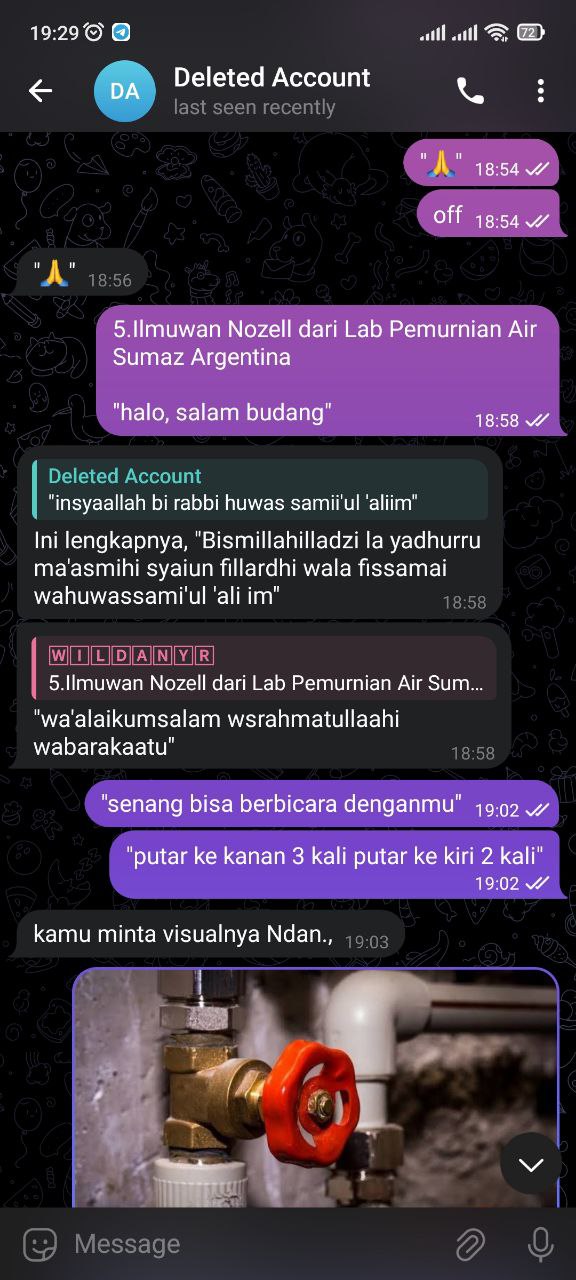 19:29
72
DA
Deleted Account
last seen recently
"🙏" 18:54
off 18:54
"🙏" 18:56
5.Ilmuwan Nozell dari Lab Pemurnian Air
Sumaz Argentina
"halo, salam budang"
18:58
Deleted Account
"insyaallah bi rabbi huwas samii'ul 'aliim"
Ini lengkapnya, "Bismillahilladzi la yadhurru
ma'asmihi syaiun fillardhi wala fissamai
wahuwassami'ul 'ali im"
18:58
🅆🄸🄻🄳🄰🄽🅈🅁
5.Ilmuwan Nozell dari Lab Pemurnian Air Sum...
"wa'alaikumsalam wsrahmatullaahi
wabarakaatu"
18:58
"senang bisa berbicara denganmu" 19:02
"putar ke kanan 3 kali putar ke kiri 2 kali"
19:02
kamu minta visualnya Ndan., 19:03
Message